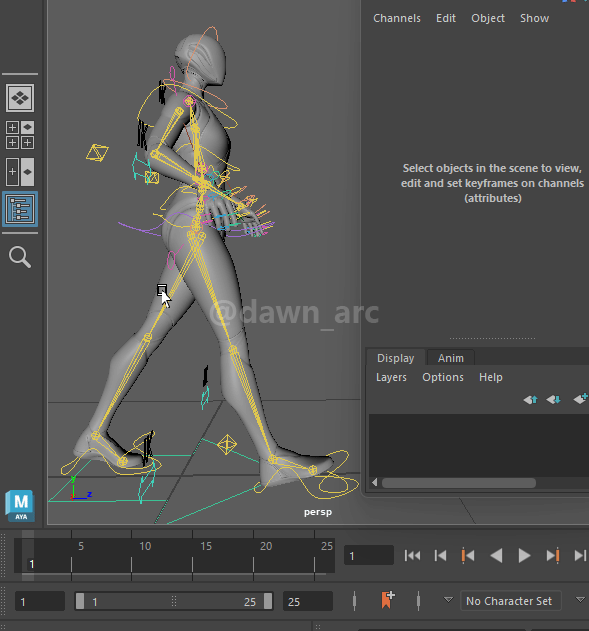 Channels Edit Object Show
Select objects in the scene to view,
edit and set keyframes on channels
(attributes)
@dawn_arc
Display Anim
Layers Options Help
y
z
M
AYA
persp
5 10 15 20 25
1
1
1 1 25 25 No Character Set